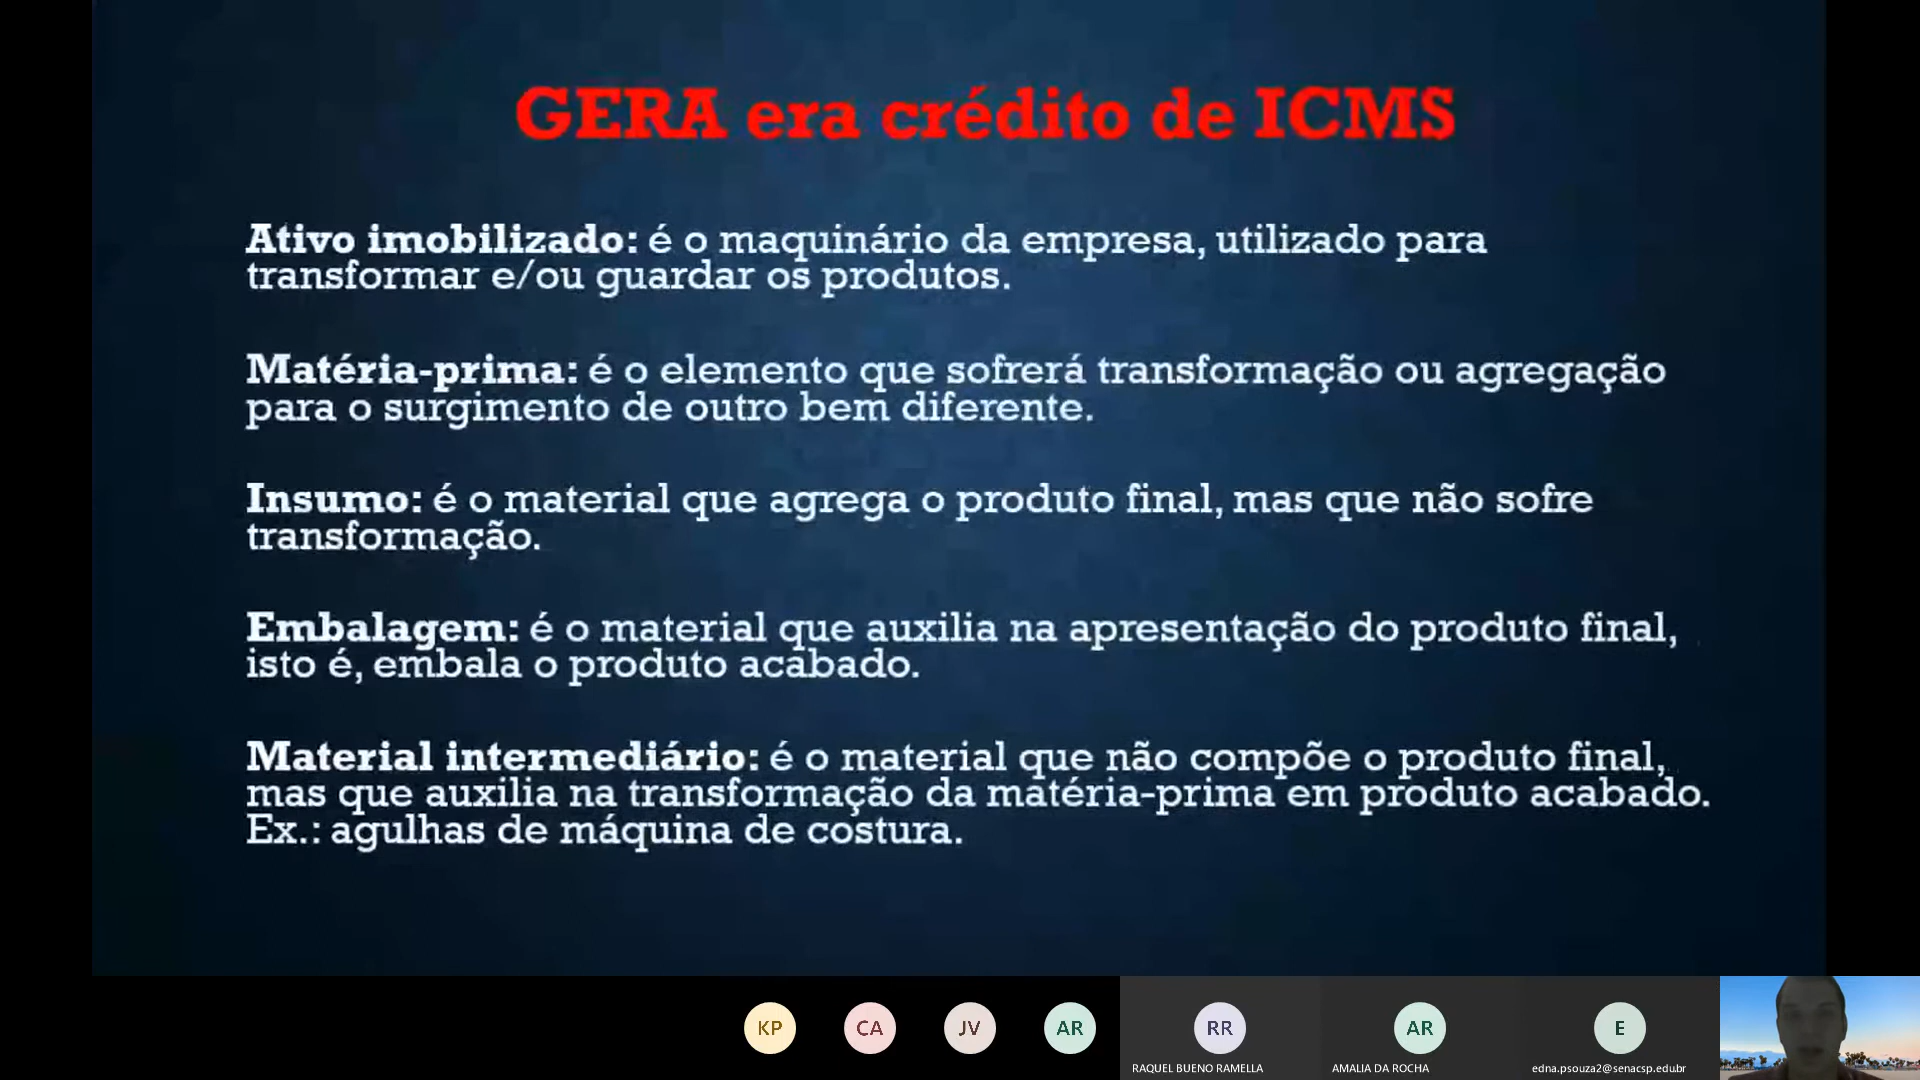 GERA era crédito de ICMS
Ativo imobilizado: é o maquinário da empresa, utilizado para
transformar e/ou guardar os produtos.
Matéria-prima: é o elemento que sofrerá transformação ou agregação
para o surgimento de outro bem diferente.
Insumo: é o material que agrega o produto final, mas que não sofre
transformação.
Embalagem: é o material que auxilia na apresentação do produto final,
isto é, embala o produto acabado.
Material intermediário: é o material que não compõe o produto final,
mas que auxilia na transformação da matéria-prima em produto acabado.
Ex.: agulhas de máquina de costura.
KP
CA
JV
AR
RR
AR
E
RAQUEL BUENO RAMELLA
AMALIA DA ROCHA
edna.psouza2@senacsp.edu.br